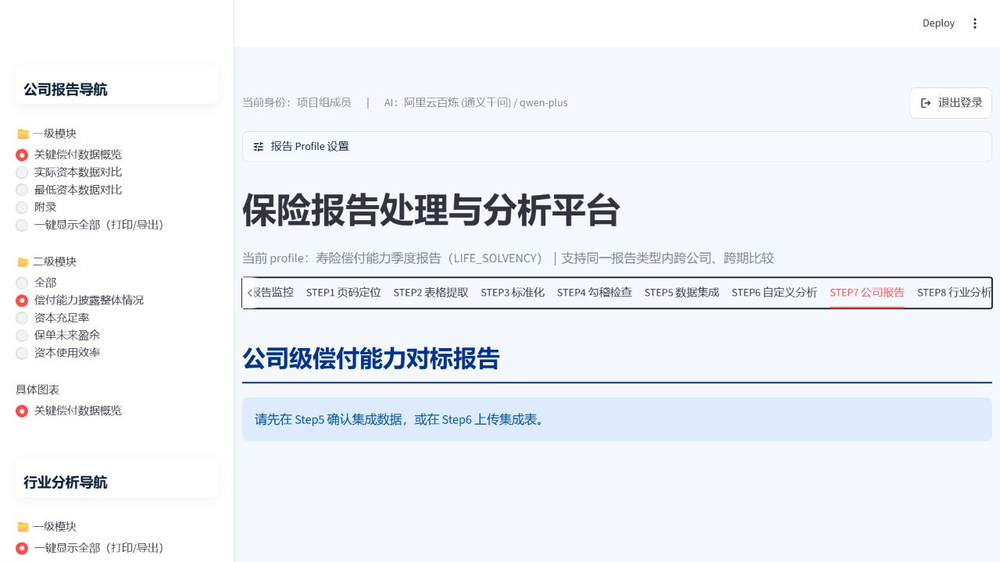 Deploy
公司报告导航
一级模块
关键偿付数据概览
实际资本数据对比
最低资本数据对比
附录
一键显示全部（打印/导出）
二级模块
全部
偿付能力披露整体情况
资本充足率
保单未来盈余
资本使用效率
具体图表
关键偿付数据概览
行业分析导航
一级模块
一键显示全部（打印/导出）
当前身份：项目组成员 | AI：阿里云百炼 (通义千问) / qwen-plus
退出登录
报告 Profile 设置
保险报告处理与分析平台
当前 profile：寿险偿付能力季度报告（LIFE_SOLVENCY）｜支持同一报告类型内跨公司、跨期比较
报告监控 STEP1 页码定位 STEP2 表格提取 STEP3 标准化 STEP4 勾稽检查 STEP5 数据集成 STEP6 自定义分析 STEP7 公司报告 STEP8 行业分析
公司级偿付能力对标报告
请先在 Step5 确认集成数据，或在 Step6 上传集成表。